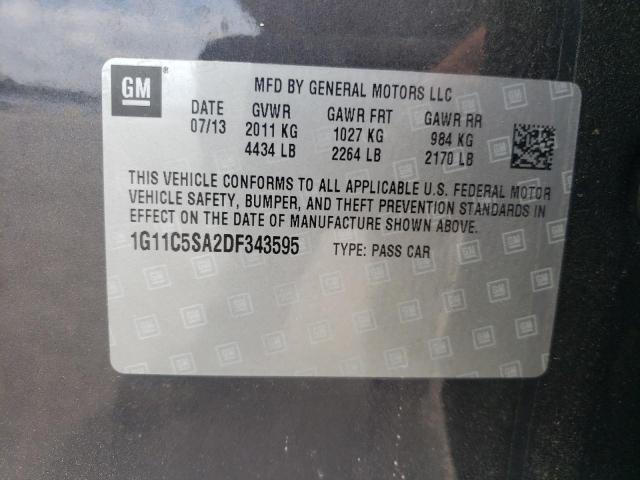 GM ® MFD BY GENERAL MOTORS LLC
DATE GVWR GAWR FRT GAWR RR
07/13 2011 KG 1027 KG 984 KG
4434 LB 2264 LB 2170 LB
THIS VEHICLE CONFORMS TO ALL APPLICABLE U.S. FEDERAL MOTOR
VEHICLE SAFETY, BUMPER, AND THEFT PREVENTION STANDARDS IN
EFFECT ON THE DATE OF MANUFACTURE SHOWN ABOVE.
1G11C5SA2DF343595 TYPE: PASS CAR